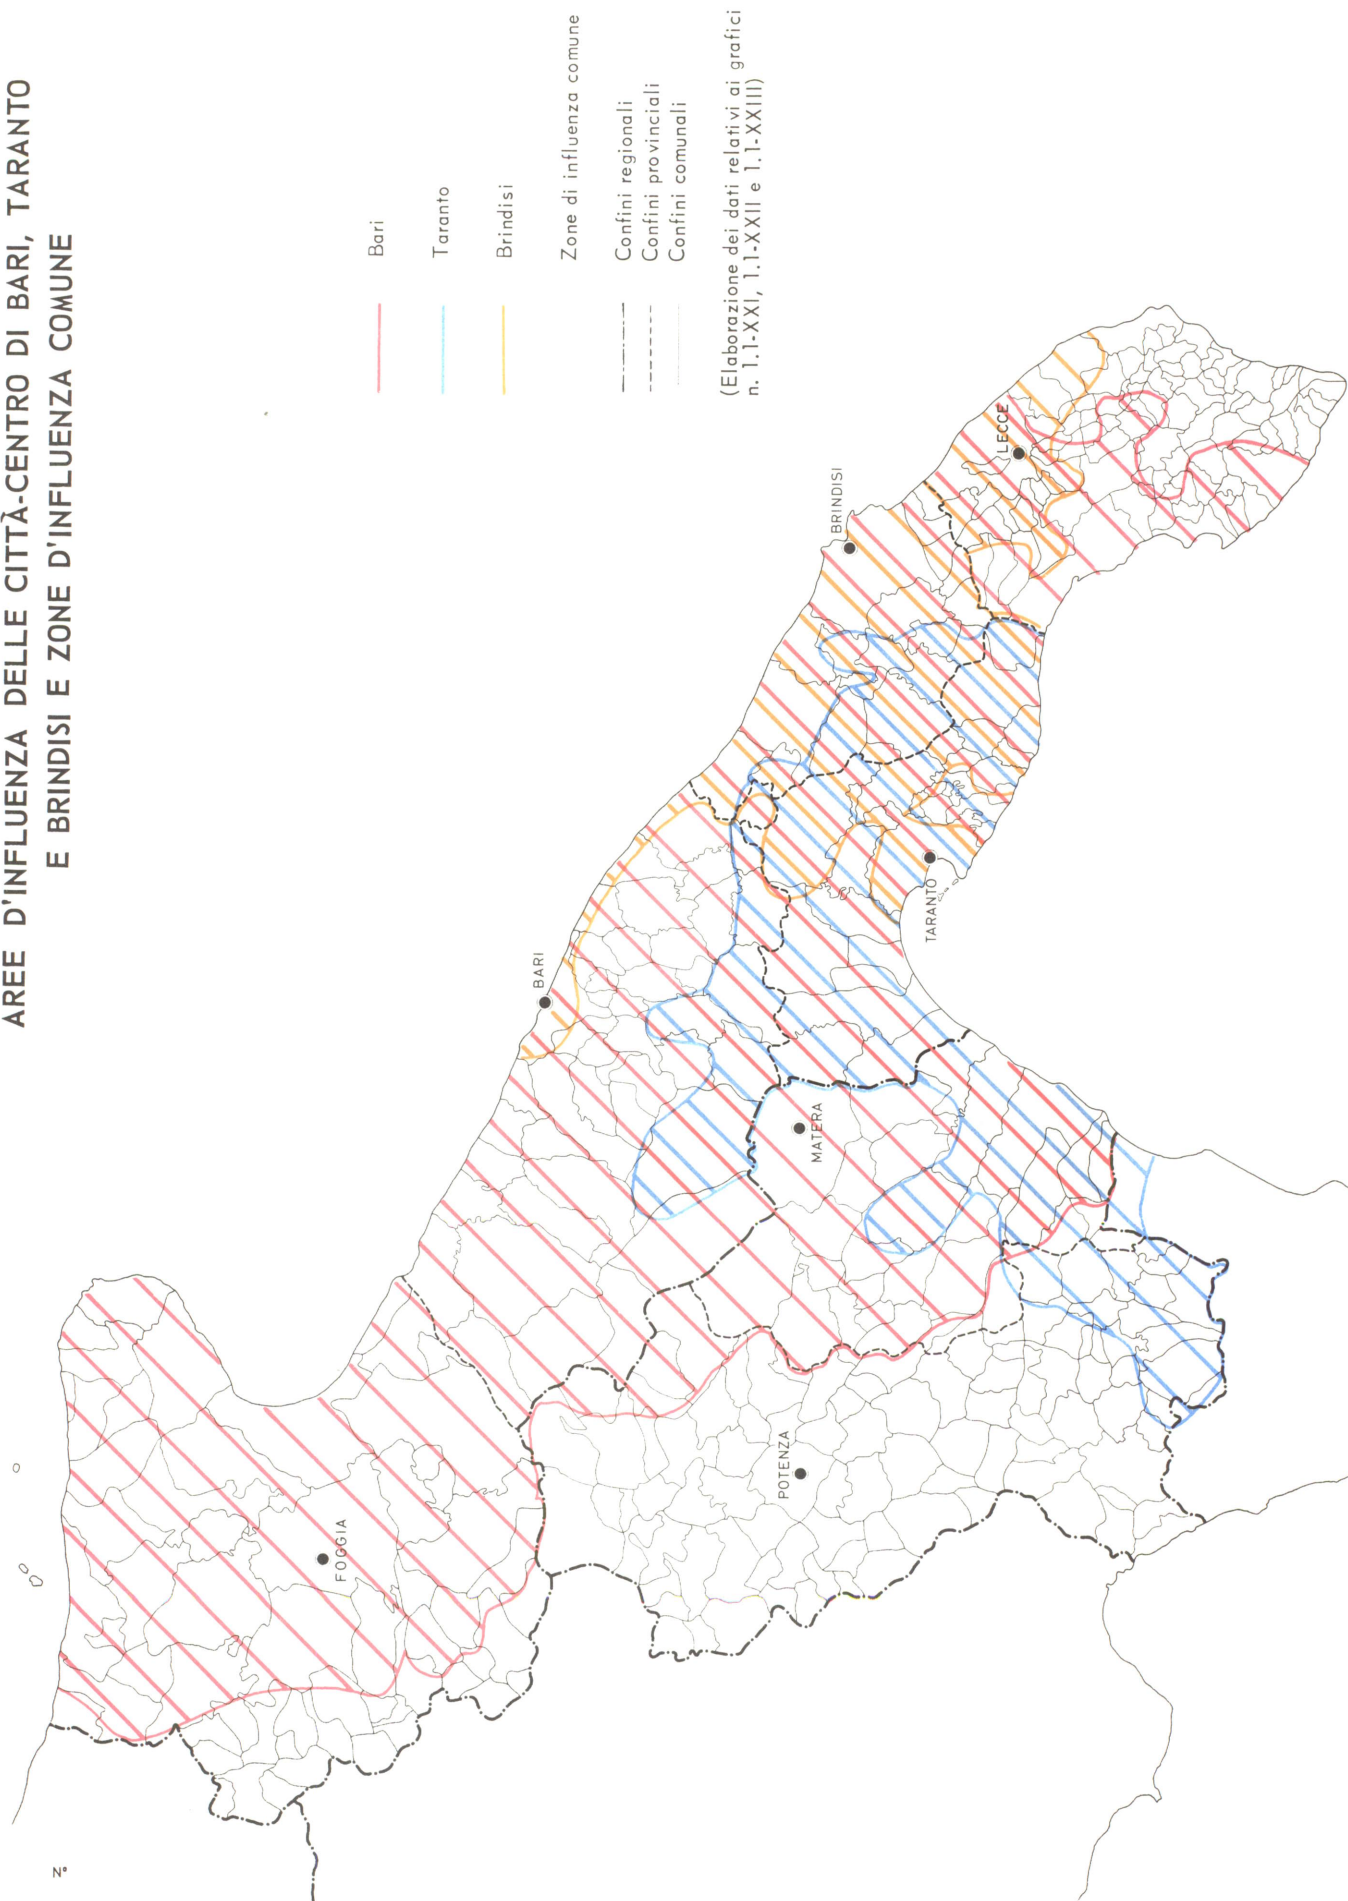 AREE D'INFLUENZA DELLE CITTÀ-CENTRO DI BARI, TARANTO
E BRINDISI E ZONE D'INFLUENZA COMUNE
Bari
Taranto
Brindisi
Zone di influenza comune
Confini regionali
Confini provinciali
Confini comunali
(Elaborazione dei dati relativi ai grafici
n. 1.1-XXI, 1.1-XXII e 1.1-XXIII)
N°
FOGGIA
BARI
BRINDISI
LECCE
TARANTO
MATERA
POTENZA